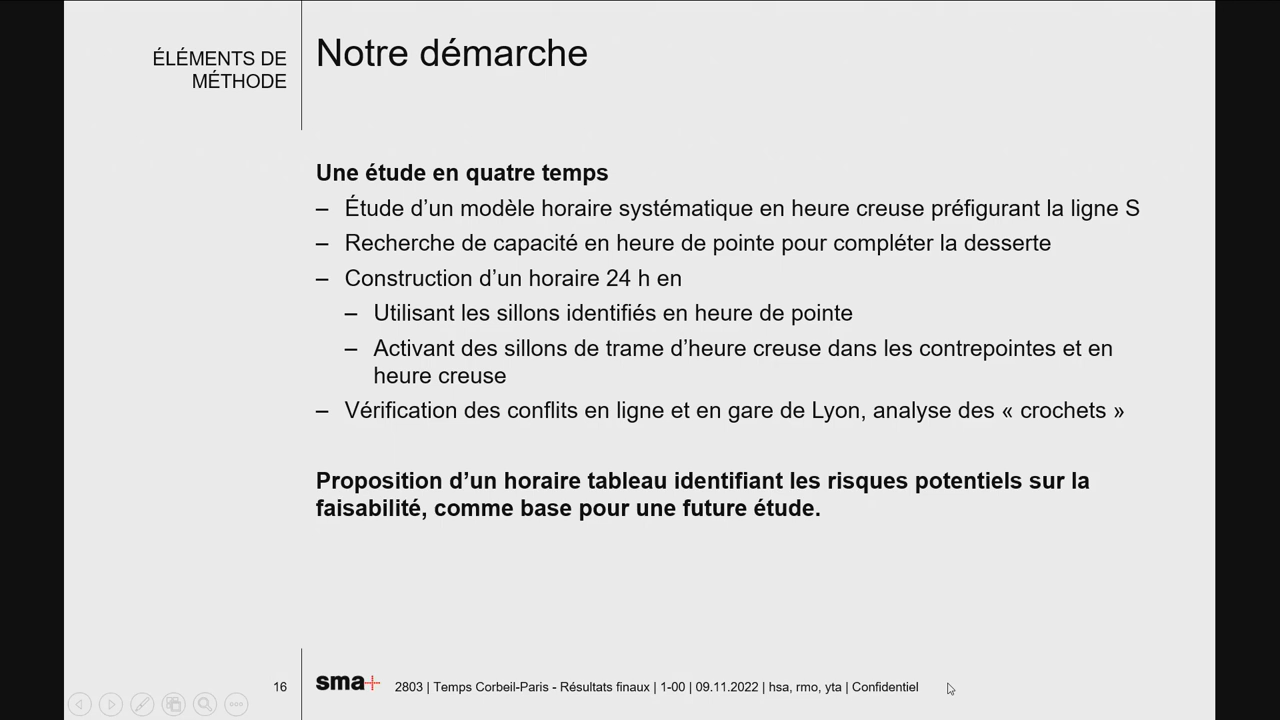 ÉLÉMENTS DE
MÉTHODE
Notre démarche
Une étude en quatre temps
– Étude d’un modèle horaire systématique en heure creuse préfigurant la ligne S
– Recherche de capacité en heure de pointe pour compléter la desserte
– Construction d’un horaire 24 h en
– Utilisant les sillons identifiés en heure de pointe
– Activant des sillons de trame d’heure creuse dans les contrepointes et en
heure creuse
– Vérification des conflits en ligne et en gare de Lyon, analyse des « crochets »
Proposition d’un horaire tableau identifiant les risques potentiels sur la
faisabilité, comme base pour une future étude.
16
sma+
2803 | Temps Corbeil-Paris - Résultats finaux | 1-00 | 09.11.2022 | hsa, rmo, yta | Confidentiel